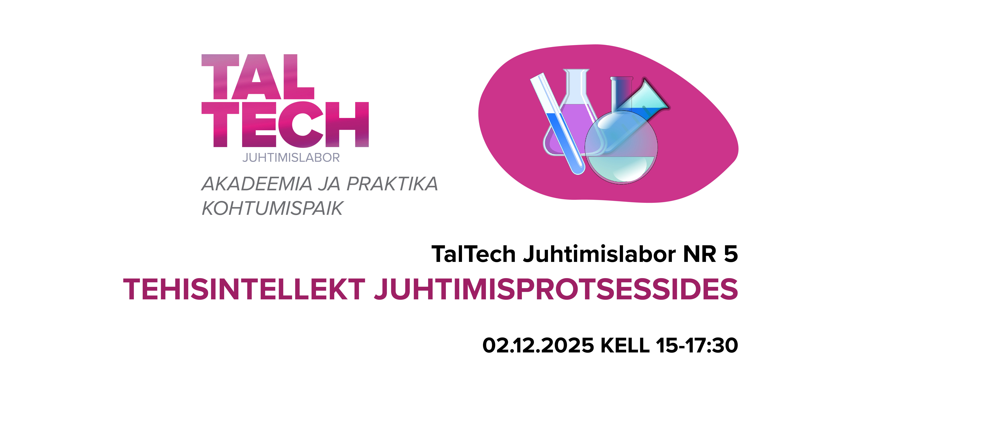 TAL
TECH
JUHTIMISLABOR
AKADEEMIA JA PRAKTIKA
KOHTUMISPAIK
TalTech Juhtimislabor NR 5
TEHISINTELLEKT JUHTIMISPROTSESSIDES
02.12.2025 KELL 15-17:30